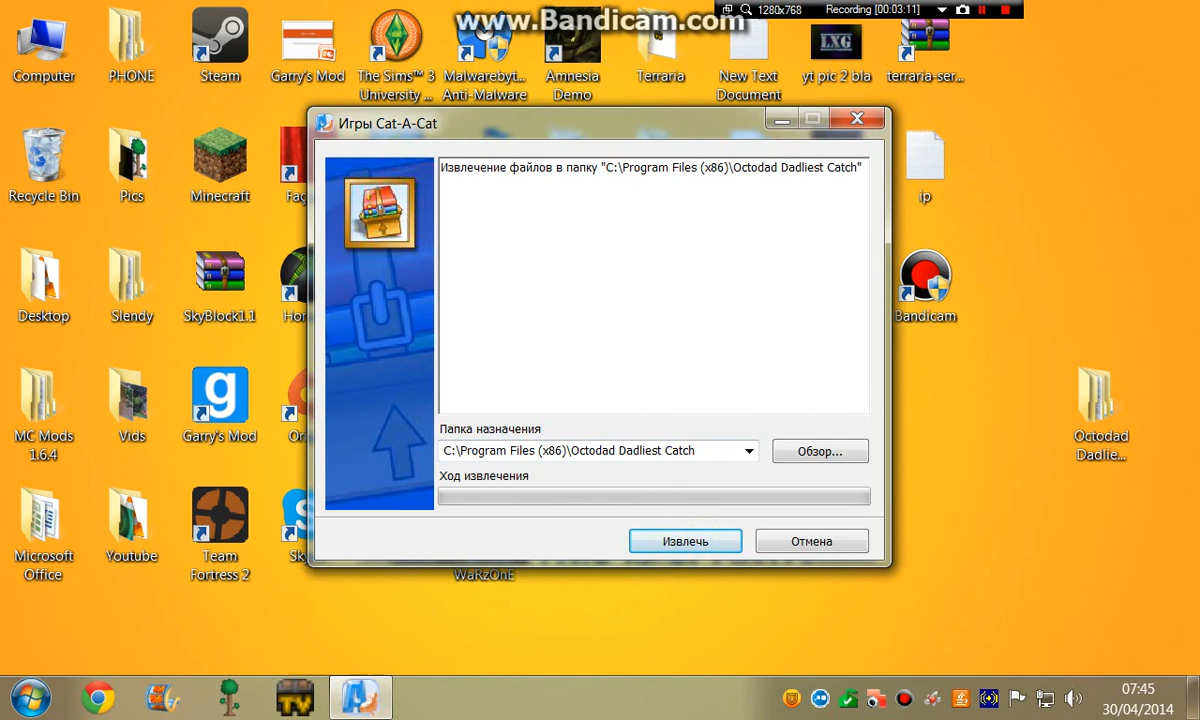 www.Bandicam.com
1280x768
Recording [00:03:11]
Computer
PHONE
Steam
Garry's Mod
The Sims™ 3
University ...
Malwarebyt...
Anti-Malware
Amnesia
Demo
Terraria
New Text
Document
LXG
yt pic 2 bla
terraria-ser...
Игры Cat-A-Cat
Извлечение файлов в папку "C:\Program Files (x86)\Octodad Dadliest Catch"
Папка назначения
C:\Program Files (x86)\Octodad Dadliest Catch
Обзор...
Ход извлечения
Извлечь
Отмена
Recycle Bin
Pics
Minecraft
ip
Desktop
Slendy
SkyBlock1.1
Bandicam
MC Mods
1.6.4
Vids
g
Garry's Mod
Octodad
Dadlie...
Microsoft
Office
Youtube
Team
Fortress 2
WaRzOnE
TV
07:45
30/04/2014